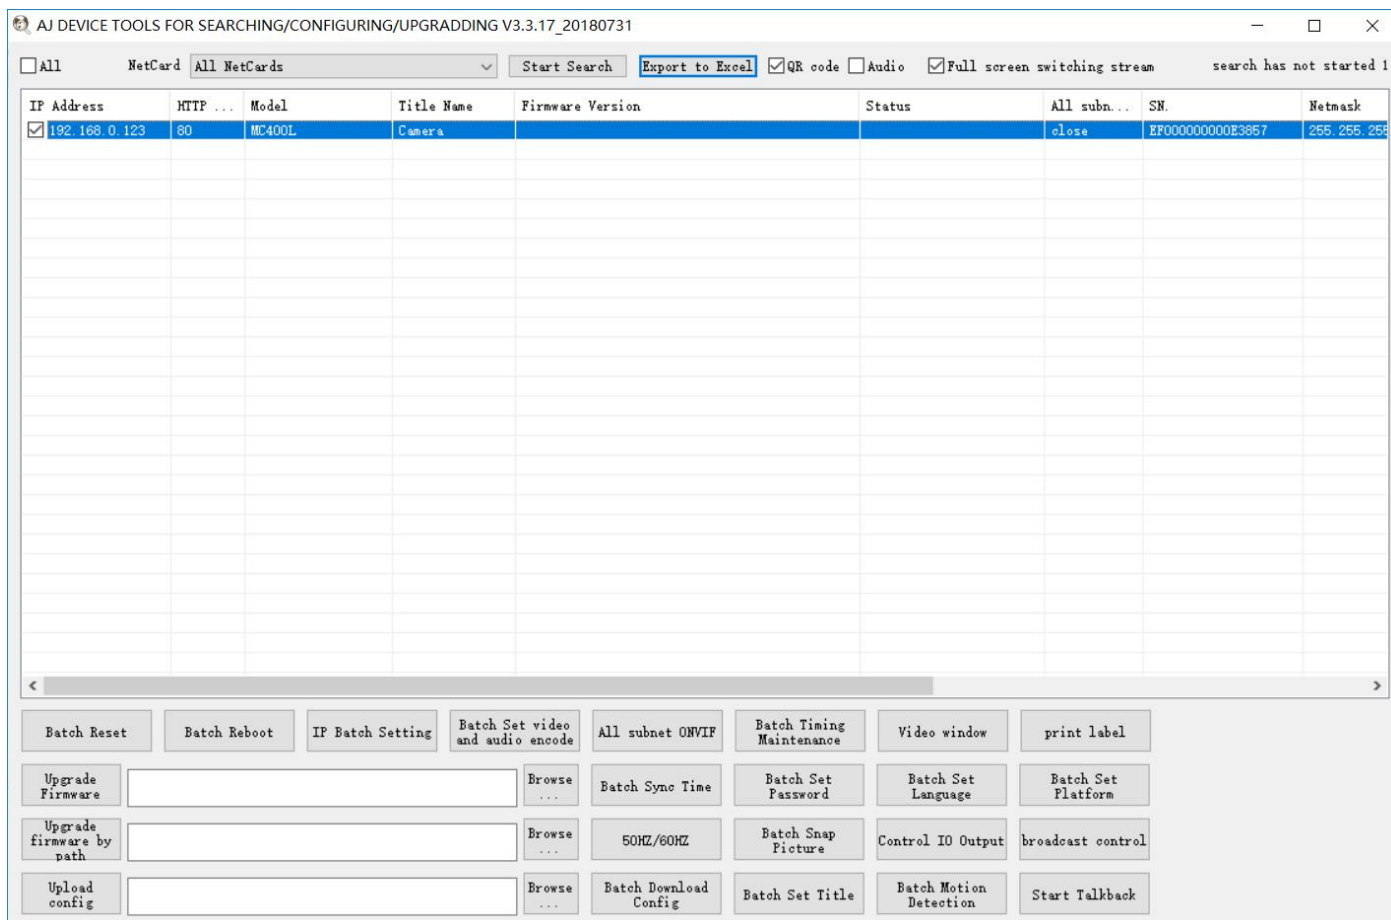 AJ DEVICE TOOLS FOR SEARCHING/CONFIGURING/UPGRADDING V3.3.17_20180731
All NetCard All NetCards Start Search Export to Excel QR code Audio Full screen switching stream search has not started 1
IP Address HTTP ... Model Title Name Firmware Version Status All subn... SN. Netmask
192.168.0.123 80 MC400L Camera close EF000000000E3857 255.255.255
Batch Reset
Batch Reboot
IP Batch Setting
Batch Set video
and audio encode
All subnet ONVIF
Batch Timing
Maintenance
Video window
print label
Upgrade
Firmware
Browse
...
Batch Sync Time
Batch Set
Password
Batch Set
Language
Batch Set
Platform
Upgrade
firmware by
path
Browse
...
50HZ/60HZ
Batch Snap
Picture
Control IO Output
broadcast control
Upload
config
Browse
...
Batch Download
Config
Batch Set Title
Batch Motion
Detection
Start Talkback